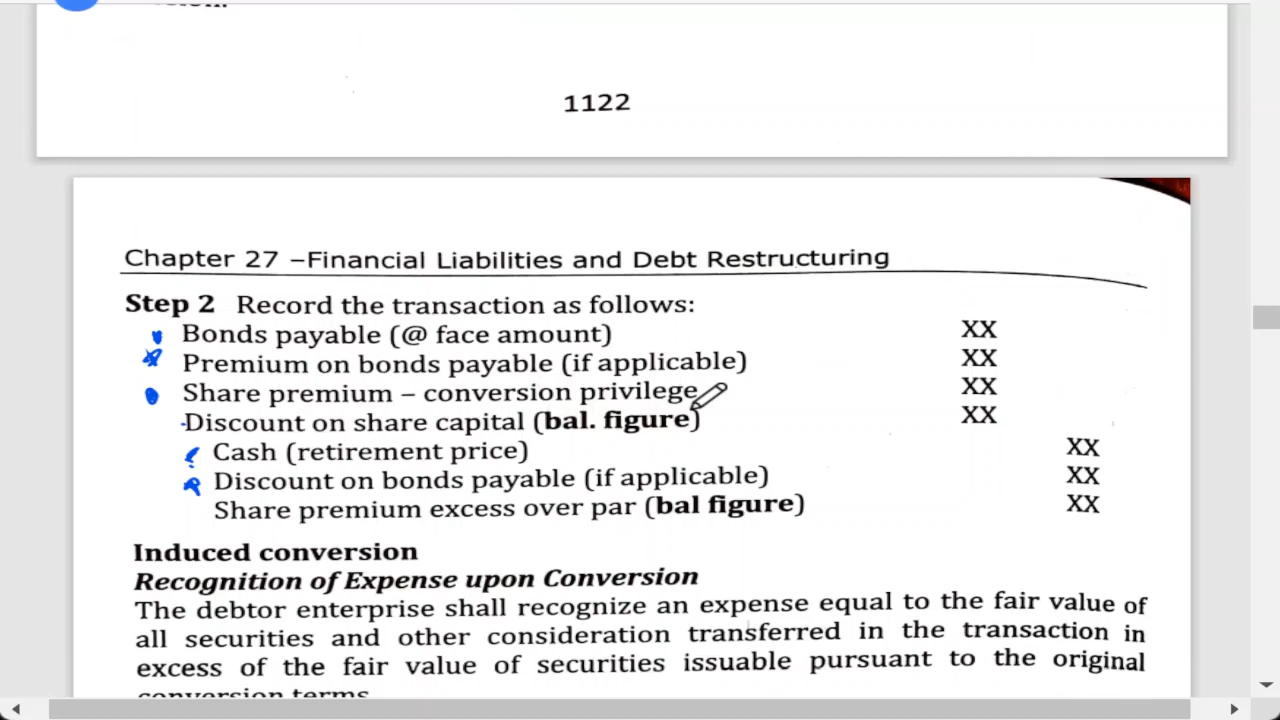 1122
Chapter 27 –Financial Liabilities and Debt Restructuring
Step 2 Record the transaction as follows:
Bonds payable (@ face amount) XX
Premium on bonds payable (if applicable) XX
Share premium – conversion privilege XX
Discount on share capital (bal. figure) XX
Cash (retirement price) XX
Discount on bonds payable (if applicable) XX
Share premium excess over par (bal figure) XX
Induced conversion
Recognition of Expense upon Conversion
The debtor enterprise shall recognize an expense equal to the fair value of
all securities and other consideration transferred in the transaction in
excess of the fair value of securities issuable pursuant to the original
conversion terms